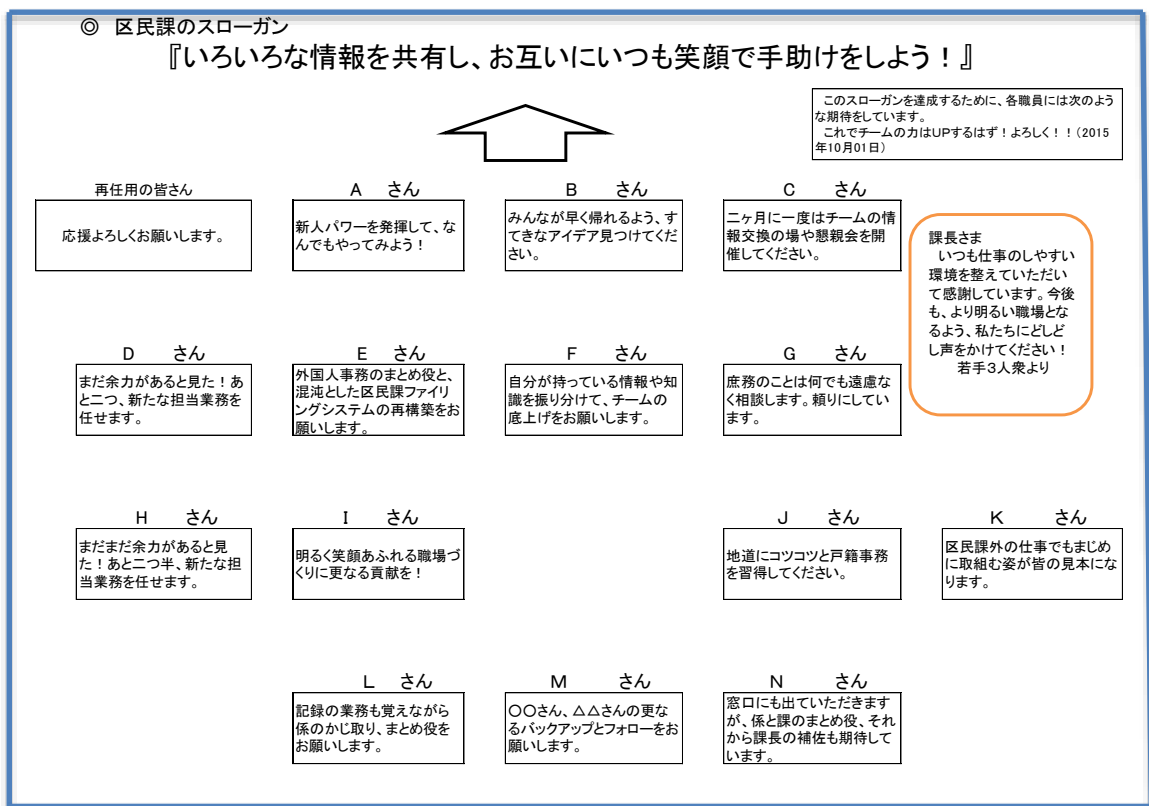 ◎　区民課のスローガン
『いろいろな情報を共有し、お互いにいつも笑顔で手助けをしよう！』
このスローガンを達成するために、各職員には次のよう
な期待をしています。
これでチームの力はUPするはず！よろしく！！（2015
年10月01日）
再任用の皆さん
応援よろしくお願いします。
A　さん
新人パワーを発揮して、な
んでもやってみよう！
B　さん
みんなが早く帰れるよう、す
てきなアイデア見つけてくだ
さい。
C　さん
二ヶ月に一度はチームの情
報交換の場や懇親会を開
催してください。
課長さま
いつも仕事のしやすい
環境を整えていただい
て感謝しています。今後
も、より明るい職場とな
るよう、私たちにどしど
し声をかけてください！
若手3人衆より
D　さん
まだ余力があると見た！あ
と二つ、新たな担当業務を
任せます。
E　さん
外国人事務のまとめ役と、
混沌とした区民課ファイリ
ングシステムの再構築をお
願いします。
F　さん
自分が持っている情報や知
識を振り分けて、チームの
底上げをお願いします。
G　さん
庶務のことは何でも遠慮な
く相談します。頼りにしてい
ます。
H　さん
まだまだ余力があると見
た！あと二つ半、新たな担
当業務を任せます。
I　さん
明るく笑顔あふれる職場づ
くりに更なる貢献を！
J　さん
地道にコツコツと戸籍事務
を習得してください。
K　さん
区民課外の仕事でもまじめ
に取組む姿が皆の見本にな
ります。
L　さん
記録の業務も覚えながら
係のかじ取り、まとめ役を
お願いします。
M　さん
〇〇さん、△△さんの更な
るバックアップとフォローをお
願いします。
N　さん
窓口にも出ていただきます
が、係と課のまとめ役、それ
から課長の補佐も期待して
います。